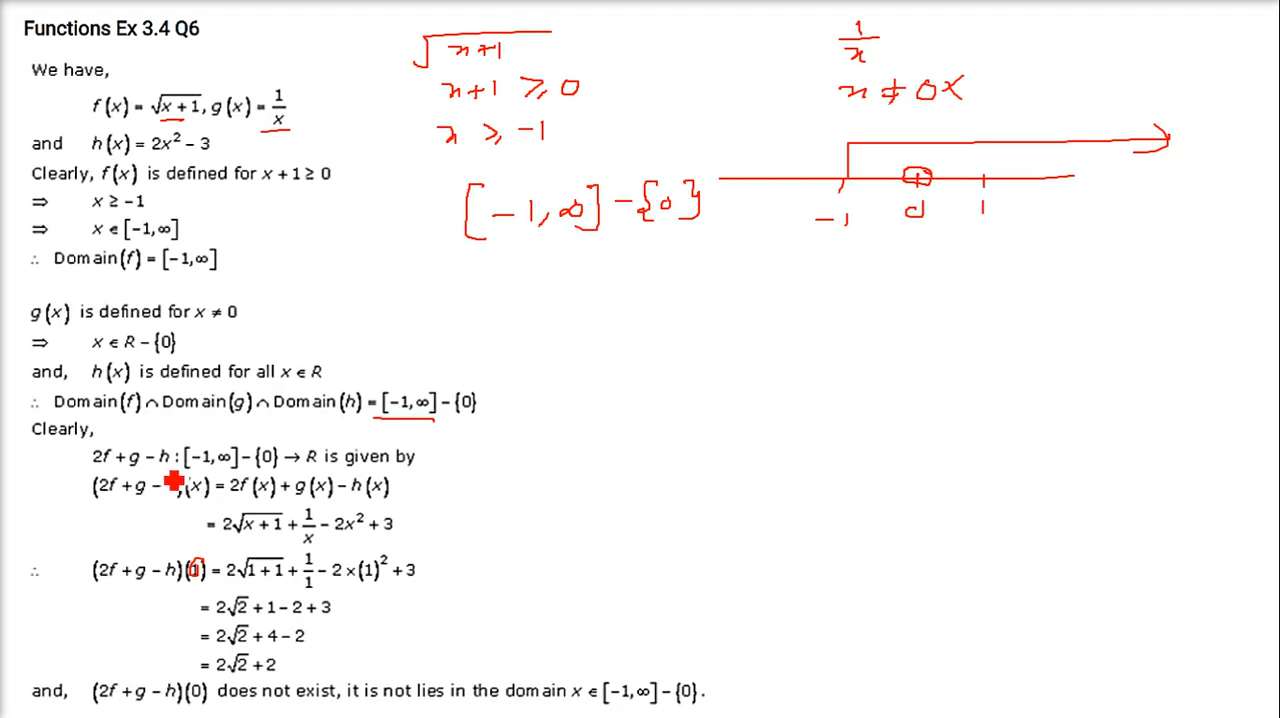 Functions Ex 3.4 Q6
We have,
f(x) = √x+1, g(x) = 1/x
and h(x) = 2x² – 3
Clearly, f(x) is defined for x + 1 ≥ 0
⇒ x ≥ –1
⇒ x ∈ [–1, ∞]
∴ Domain(f) = [–1, ∞]
g(x) is defined for x ≠ 0
⇒ x ∈ R – {0}
and, h(x) is defined for all x ∈ R
∴ Domain(f) ∩ Domain(g) ∩ Domain(h) = [–1, ∞] – {0}
Clearly,
2f + g – h : [–1, ∞] – {0} → R is given by
(2f + g – (x) = 2f(x) + g(x) – h(x)
= 2√x+1 + 1/x – 2x² + 3
∴ (2f + g – h)(1) = 2√1+1 + 1/1 – 2 × (1)² + 3
= 2√2 + 1 – 2 + 3
= 2√2 + 4 – 2
= 2√2 + 2
and, (2f + g – h)(0) does not exist, it is not lies in the domain x ∈ [–1, ∞] – {0}.
√x+1
x+1 ≥ 0
x ≥ -1
[-1, ∞] - {0}
1/x
x ≠ 0 ×
-1 0 1